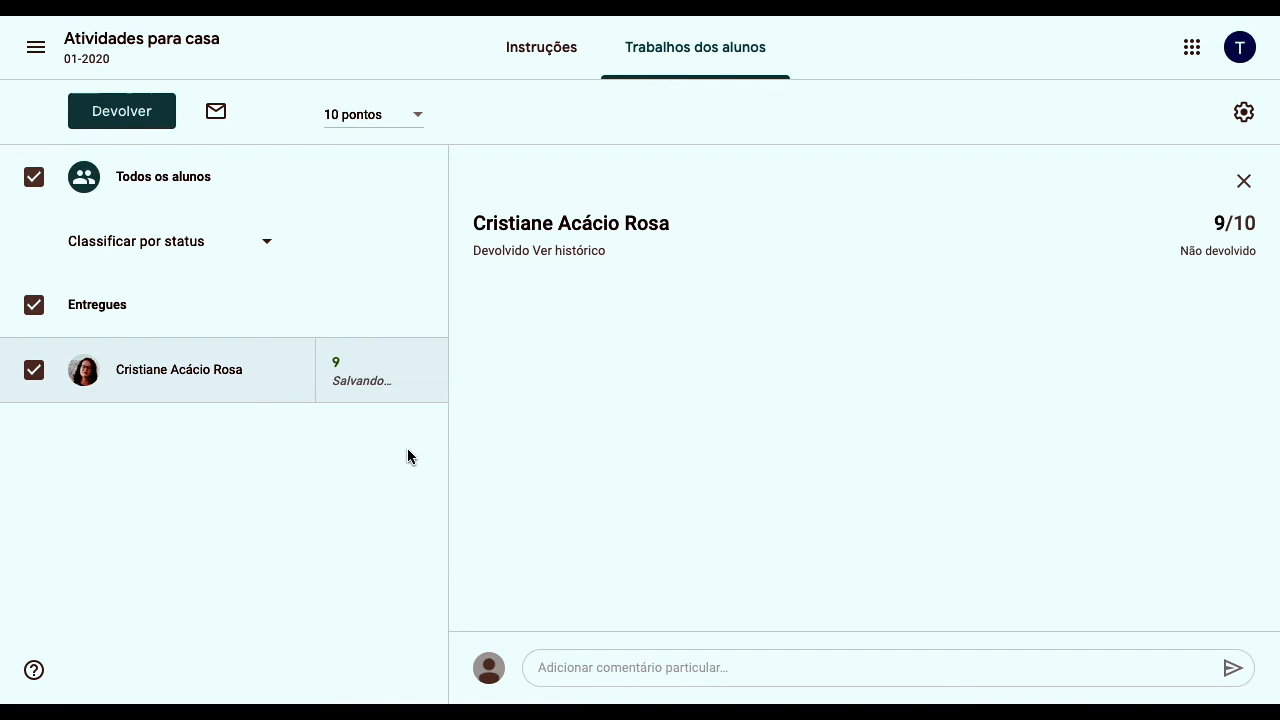 Atividades para casa
01-2020
Instruções
Trabalhos dos alunos
T
Devolver
10 pontos
Todos os alunos
Classificar por status
Entregues
Cristiane Acácio Rosa
9
Salvando...
Cristiane Acácio Rosa
9/10
Devolvido Ver histórico
Não devolvido
Adicionar comentário particular...